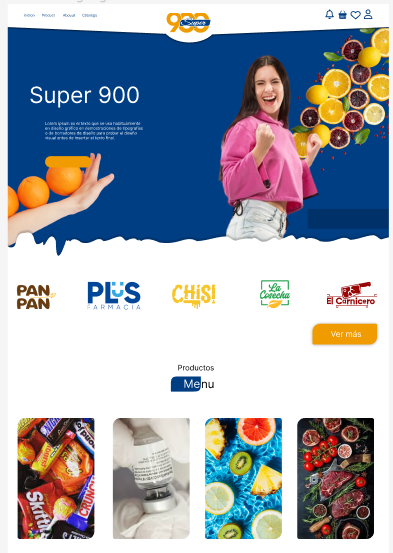 Inicio Product About Catalogo
900
Super
Super 900
Lorem ipsum es el texto que se usa habitualmente
en diseño gráfico en demostraciones de tipografías
o de borradores de diseño para probar el diseño
visual antes de insertar el texto final.
PAN PLUS CHIS! La El Carnicero
PAN FARMACIA Cosecha
Ver más
Productos
Menu
Skitt
CRUNCH